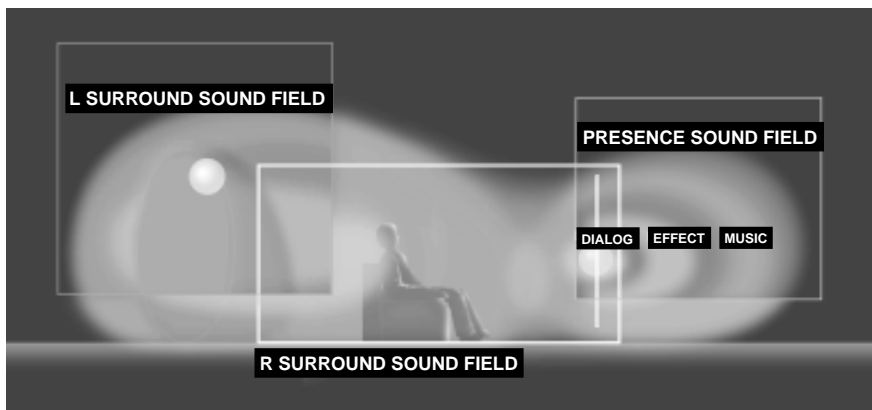 L SURROUND SOUND FIELD
PRESENCE SOUND FIELD
DIALOG EFFECT MUSIC
R SURROUND SOUND FIELD